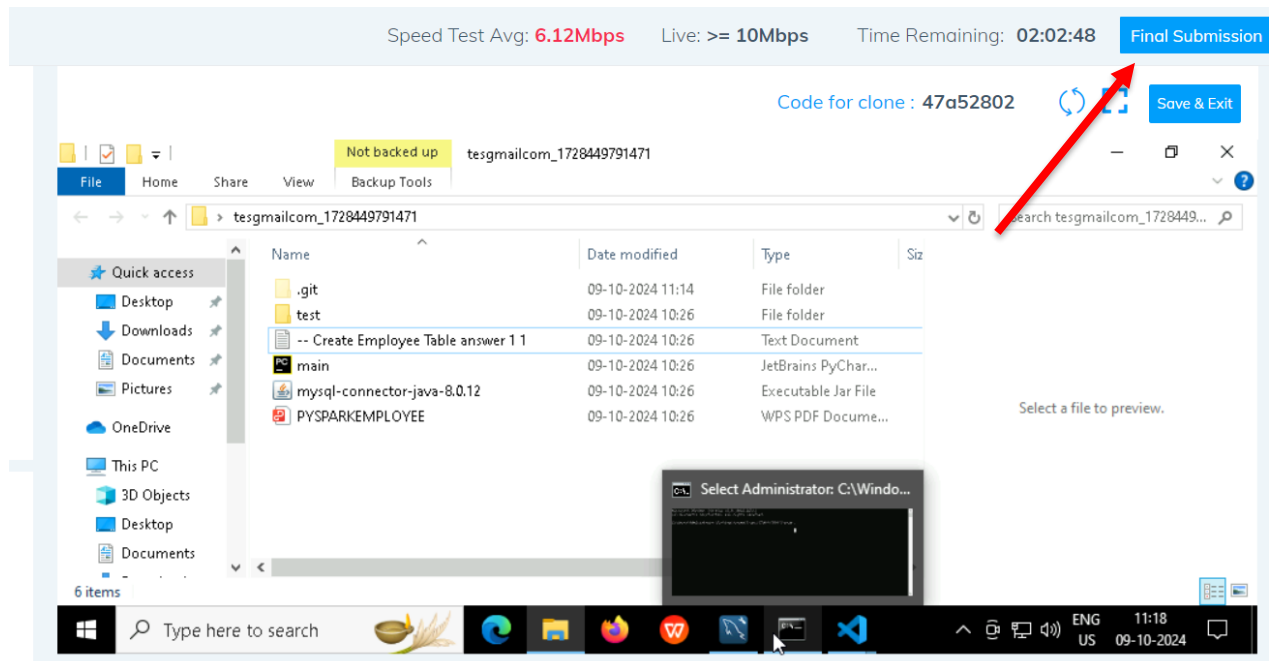 Speed Test Avg: 6.12Mbps Live: >= 10Mbps Time Remaining: 02:02:48 Final Submission
Code for clone : 47a52802 Save & Exit
Not backed up tesgmailcom_1728449791471
File Home Share View Backup Tools
tesgmailcom_1728449791471 Search tesgmailcom_1728449...
Name Date modified Type Siz
Quick access
Desktop
Downloads
Documents
Pictures
OneDrive
This PC
3D Objects
Desktop
Documents
.git 09-10-2024 11:14 File folder
test 09-10-2024 10:26 File folder
-- Create Employee Table answer 1 1 09-10-2024 10:26 Text Document
main 09-10-2024 10:26 JetBrains PyChar...
mysql-connector-java-8.0.12 09-10-2024 10:26 Executable Jar File
PYSPARKEMPLOYEE 09-10-2024 10:26 WPS PDF Docume...
Select a file to preview.
Select Administrator: C:\Windo...
6 items
Type here to search
ENG 11:18
US 09-10-2024